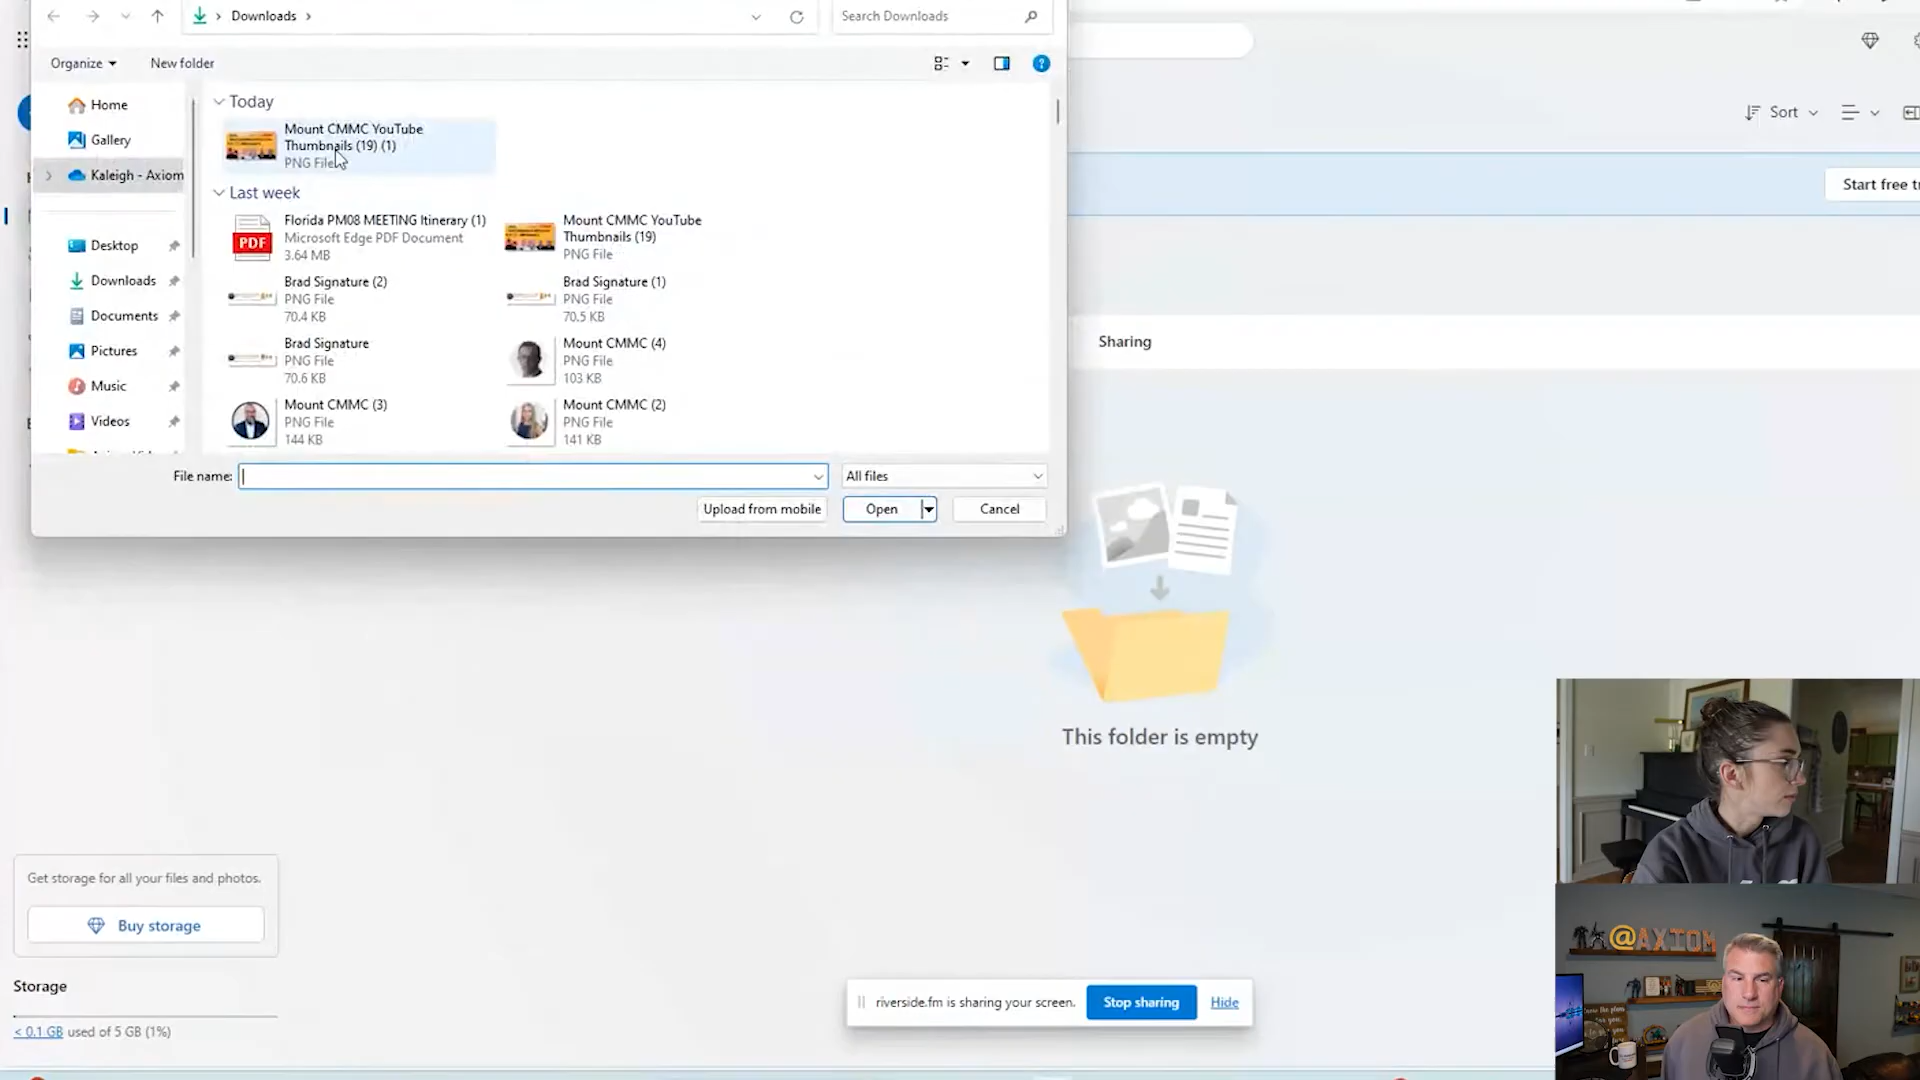 Downloads
Search Downloads
Organize
New folder
Home
Gallery
Kaleigh - Axiom
Desktop
Downloads
Documents
Pictures
Music
Videos
Today
Mount CMMC YouTube
Thumbnails (19) (1)
PNG File
Last week
Florida PM08 MEETING Itinerary (1)
Microsoft Edge PDF Document
3.64 MB
PDF
Mount CMMC YouTube
Thumbnails (19)
PNG File
Brad Signature (2)
PNG File
70.4 KB
Brad Signature (1)
PNG File
70.5 KB
Brad Signature
PNG File
70.6 KB
Mount CMMC (4)
PNG File
103 KB
Mount CMMC (3)
PNG File
144 KB
Mount CMMC (2)
PNG File
141 KB
File name:
All files
Upload from mobile
Open
Cancel
Sort
Start free
Sharing
This folder is empty
Get storage for all your files and photos.
Buy storage
Storage
< 0.1 GB used of 5 GB (1%)
riverside.fm is sharing your screen.
Stop sharing
Hide
@AXIOM